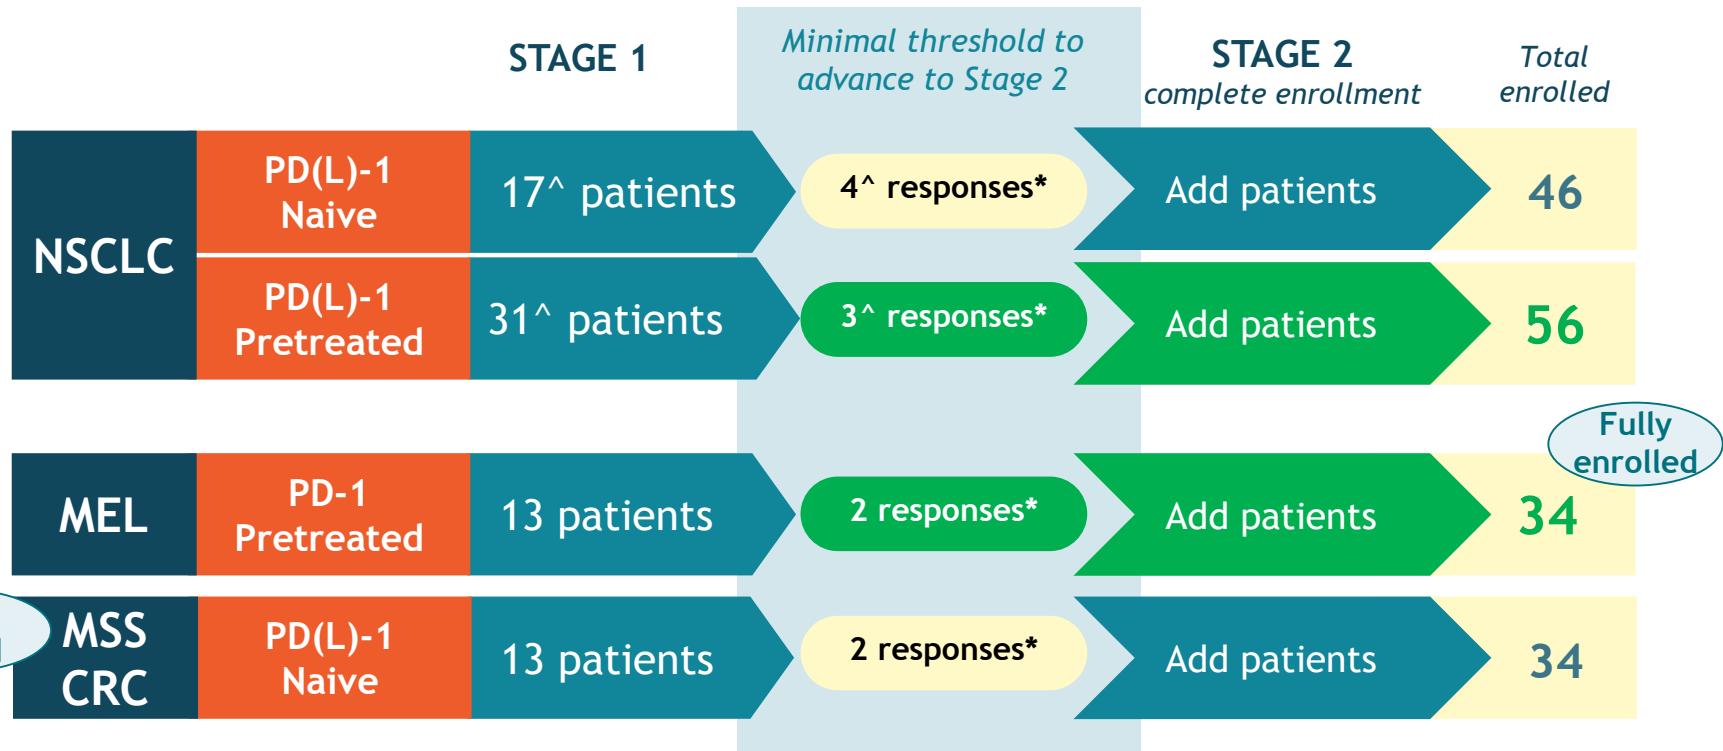 STAGE 1
Minimal threshold to
advance to Stage 2
STAGE 2
complete enrollment
Total
enrolled
NSCLC
PD(L)-1
Naive
17^ patients
4^ responses*
Add patients
46
PD(L)-1
Pretreated
31^ patients
3^ responses*
Add patients
56
Fully
enrolled
MEL
PD-1
Pretreated
13 patients
2 responses*
Add patients
34
MSS
CRC
PD(L)-1
Naive
13 patients
2 responses*
Add patients
34